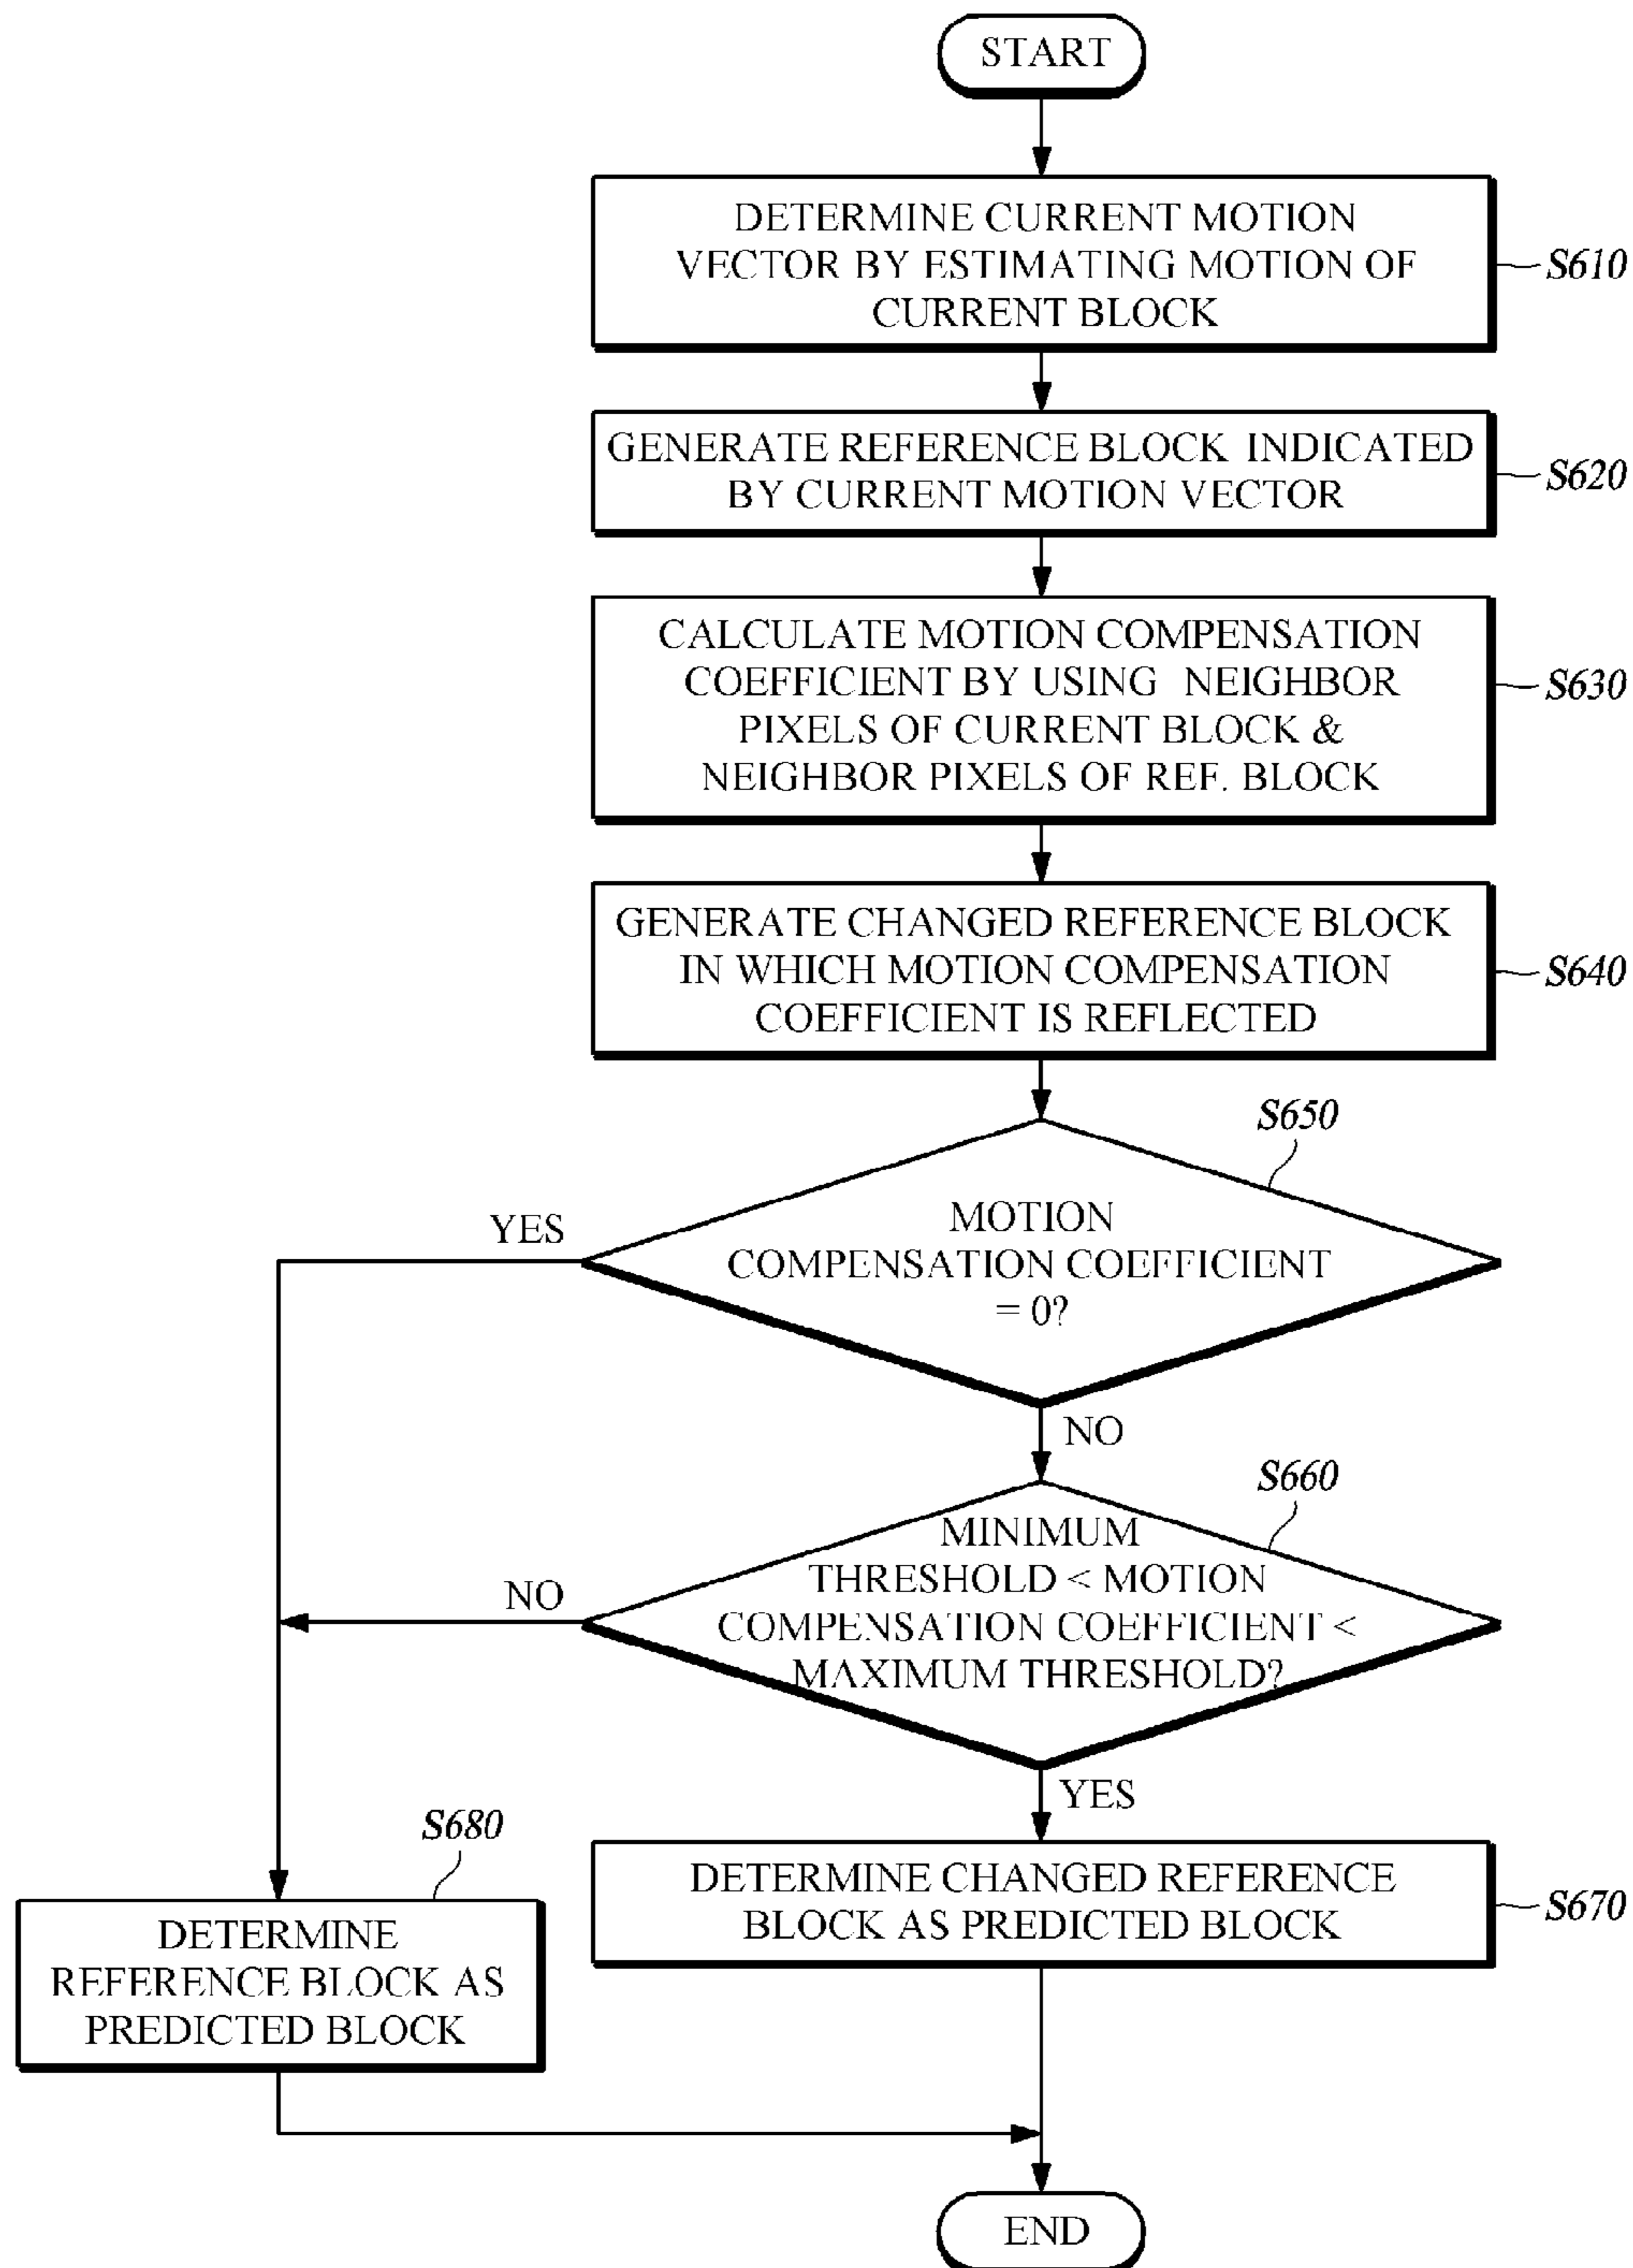 START
DETERMINE CURRENT MOTION
VECTOR BY ESTIMATING MOTION OF
CURRENT BLOCK
S610
GENERATE REFERENCE BLOCK INDICATED
BY CURRENT MOTION VECTOR
S620
CALCULATE MOTION COMPENSATION
COEFFICIENT BY USING NEIGHBOR
PIXELS OF CURRENT BLOCK &
NEIGHBOR PIXELS OF REF. BLOCK
S630
GENERATE CHANGED REFERENCE BLOCK
IN WHICH MOTION COMPENSATION
COEFFICIENT IS REFLECTED
S640
S650
MOTION
COMPENSATION COEFFICIENT
= 0?
YES
NO
S660
MINIMUM
THRESHOLD < MOTION
COMPENSATION COEFFICIENT <
MAXIMUM THRESHOLD?
NO
YES
S680
DETERMINE
REFERENCE BLOCK AS
PREDICTED BLOCK
DETERMINE CHANGED REFERENCE
BLOCK AS PREDICTED BLOCK
S670
END